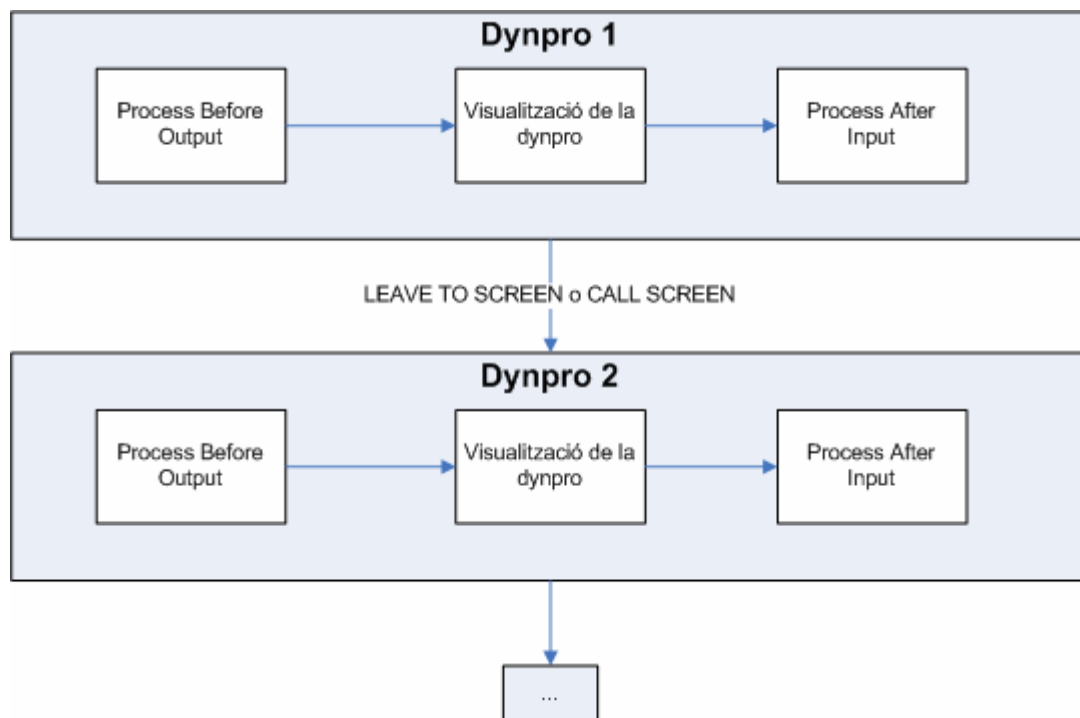 Dynpro 1
Process Before
Output
Visualització de la
dynpro
Process After
Input
LEAVE TO SCREEN o CALL SCREEN
Dynpro 2
Process Before
Output
Visualització de la
dynpro
Process After
Input
...